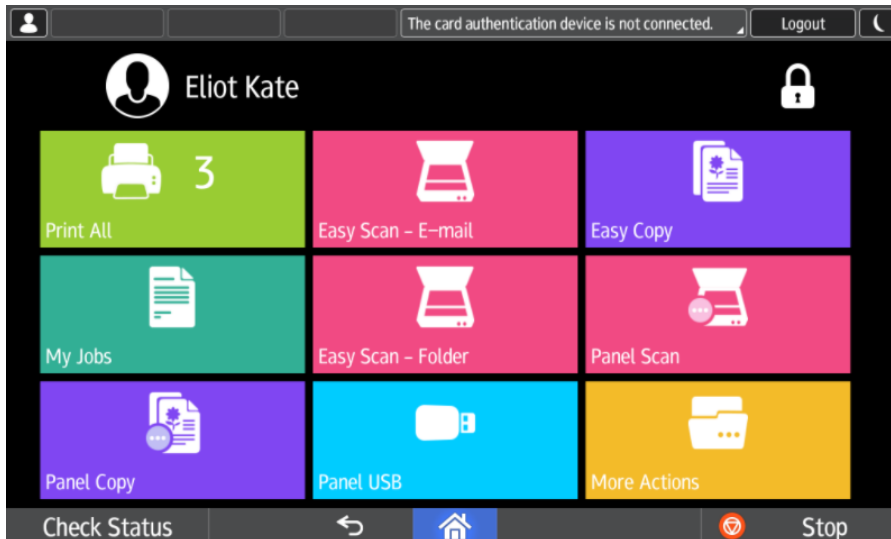 The card authentication device is not connected.
Logout
Eliot Kate
3
Print All
Easy Scan – E–mail
Easy Copy
My Jobs
Easy Scan – Folder
Panel Scan
Panel Copy
Panel USB
More Actions
Check Status
Stop